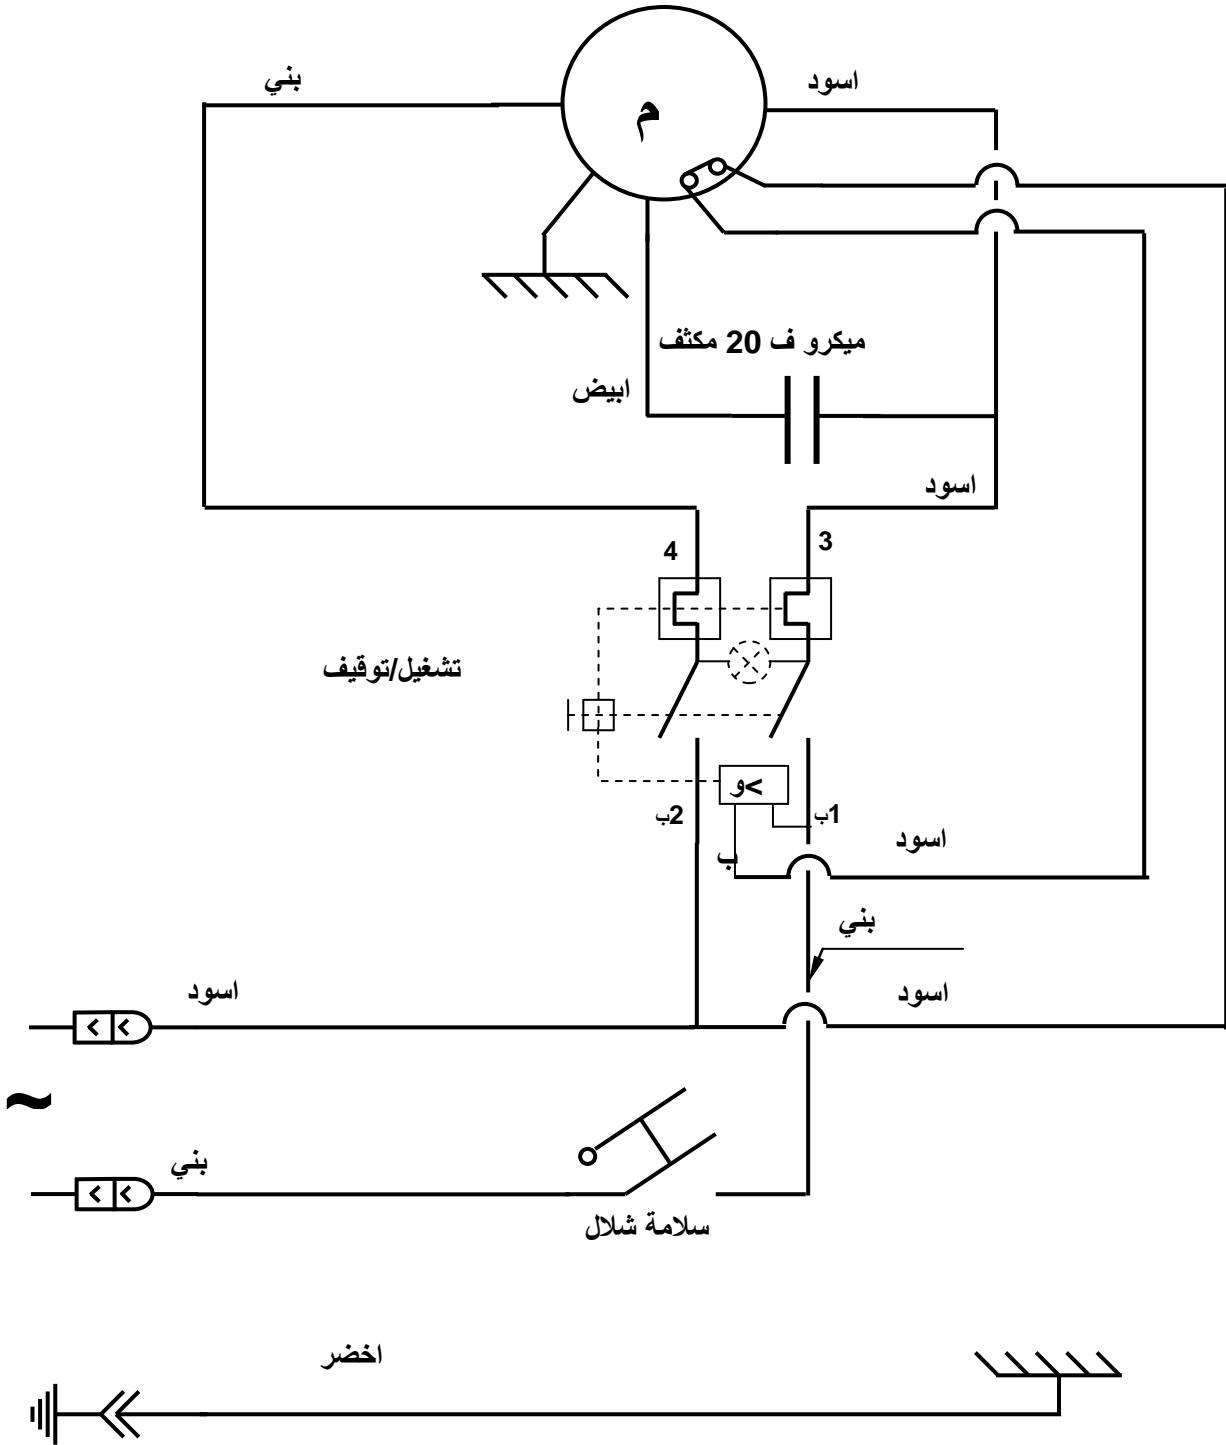 بني
اسود
م
ميكرو ف 20 مكثف
ابيض
اسود
4
3
تشغيل/توقيف
و<
ب2
ب1
ب
اسود
بني
اسود
اسود
~
بني
سلامة شلال
اخضر